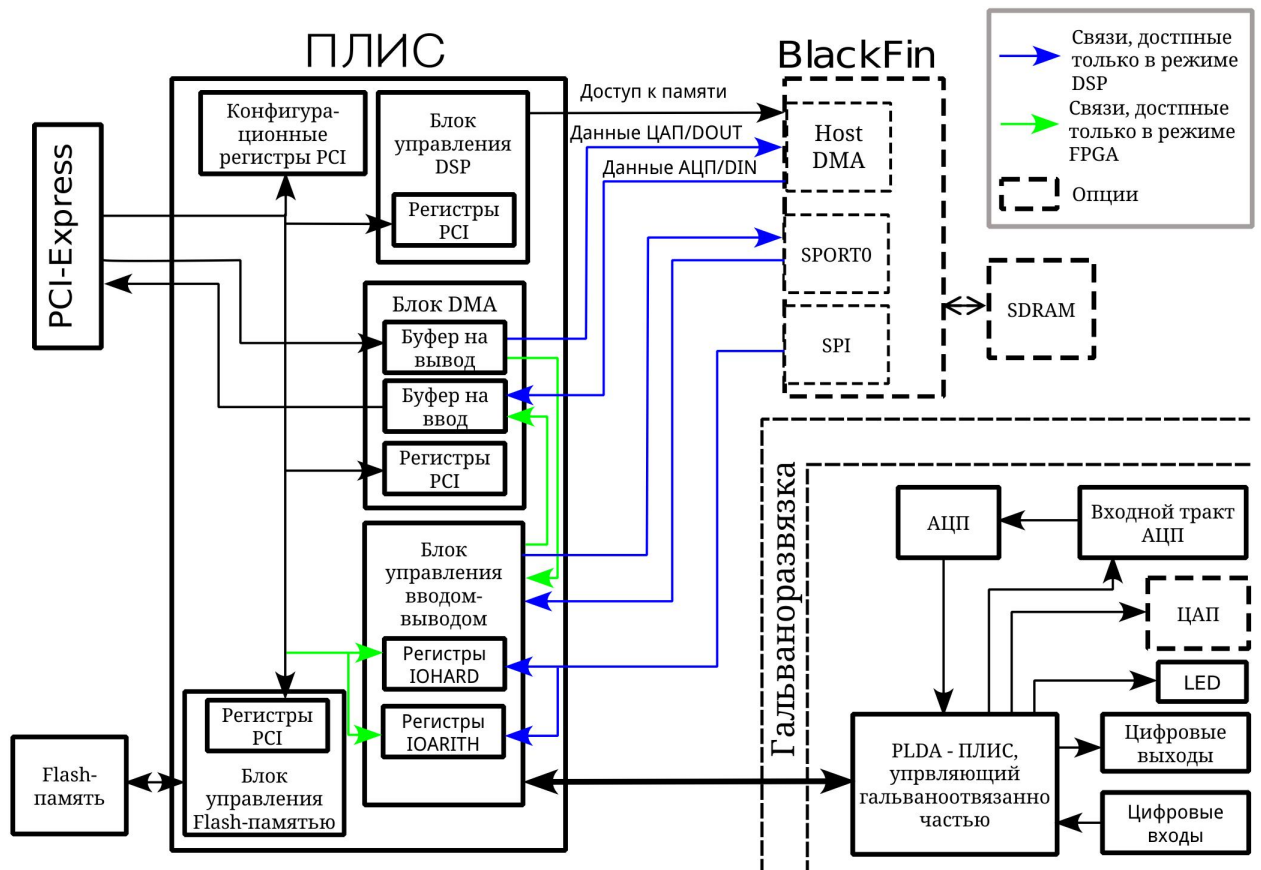 ПЛИС
BlackFin
Связи, достпные
только в режиме
DSP
Связи, достпные
только в режиме
FPGA
Опции
Доступ к памяти
Данные ЦАП/DOUT
Данные АЦП/DIN
PCI-Express
Конфигура-
ционные
регистры PCI
Блок
управления
DSP
Регистры
PCI
Host
DMA
SPORT0
SPI
SDRAM
Блок DMA
Буфер на
вывод
Буфер на
ввод
Регистры
PCI
Блок
управления
вводом-
выводом
Регистры
IOHARD
Регистры
IOARITH
Регистры
PCI
Блок
управления
Flash-памятью
Flash-
память
Гальваноразвязка
АЦП
Входной тракт
АЦП
ЦАП
LED
PLDA - ПЛИС,
упрвляющий
гальваноотвязанно
частью
Цифровые
выходы
Цифровые
входы